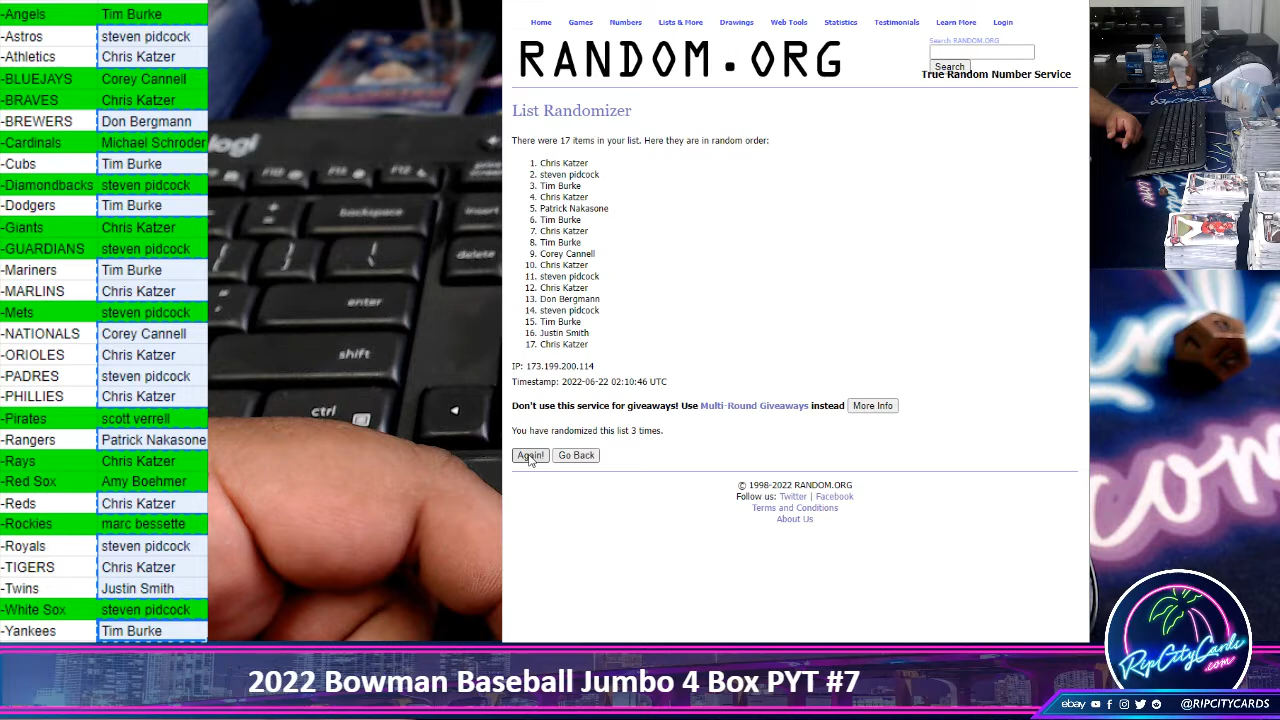 -Angels Tim Burke
-Astros steven pidcock
-Athletics Chris Katzer
-BLUEJAYS Corey Cannell
-BRAVES Chris Katzer
-BREWERS Don Bergmann
-Cardinals Michael Schroder
-Cubs Tim Burke
-Diamondbacks steven pidcock
-Dodgers Tim Burke
-Giants Chris Katzer
-GUARDIANS steven pidcock
-Mariners Tim Burke
-MARLINS Chris Katzer
-Mets steven pidcock
-NATIONALS Corey Cannell
-ORIOLES Chris Katzer
-PADRES steven pidcock
-PHILLIES Chris Katzer
-Pirates scott verrell
-Rangers Patrick Nakasone
-Rays Chris Katzer
-Red Sox Amy Boehmer
-Reds Chris Katzer
-Rockies marc bessette
-Royals steven pidcock
-TIGERS Chris Katzer
-Twins Justin Smith
-White Sox steven pidcock
-Yankees Tim Burke
logi
backspace
insert
delete
enter
shift
ctrl
Home Games Numbers Lists & More Drawings Web Tools Statistics Testimonials Learn More Login
RANDOM.ORG
Search RANDOM.ORG
Search
True Random Number Service
List Randomizer
There were 17 items in your list. Here they are in random order:
1. Chris Katzer
2. steven pidcock
3. Tim Burke
4. Chris Katzer
5. Patrick Nakasone
6. Tim Burke
7. Chris Katzer
8. Tim Burke
9. Corey Cannell
10. Chris Katzer
11. steven pidcock
12. Chris Katzer
13. Don Bergmann
14. steven pidcock
15. Tim Burke
16. Justin Smith
17. Chris Katzer
IP: 173.199.200.114
Timestamp: 2022-06-22 02:10:46 UTC
Don't use this service for giveaways! Use Multi-Round Giveaways instead More Info
You have randomized this list 3 times.
Again! Go Back
© 1998-2022 RANDOM.ORG
Follow us: Twitter | Facebook
Terms and Conditions
About Us
RipCityCards
.com
2022 Bowman Baseball Jumbo 4 Box PYT #7
ebay @RIPCITYCARDS